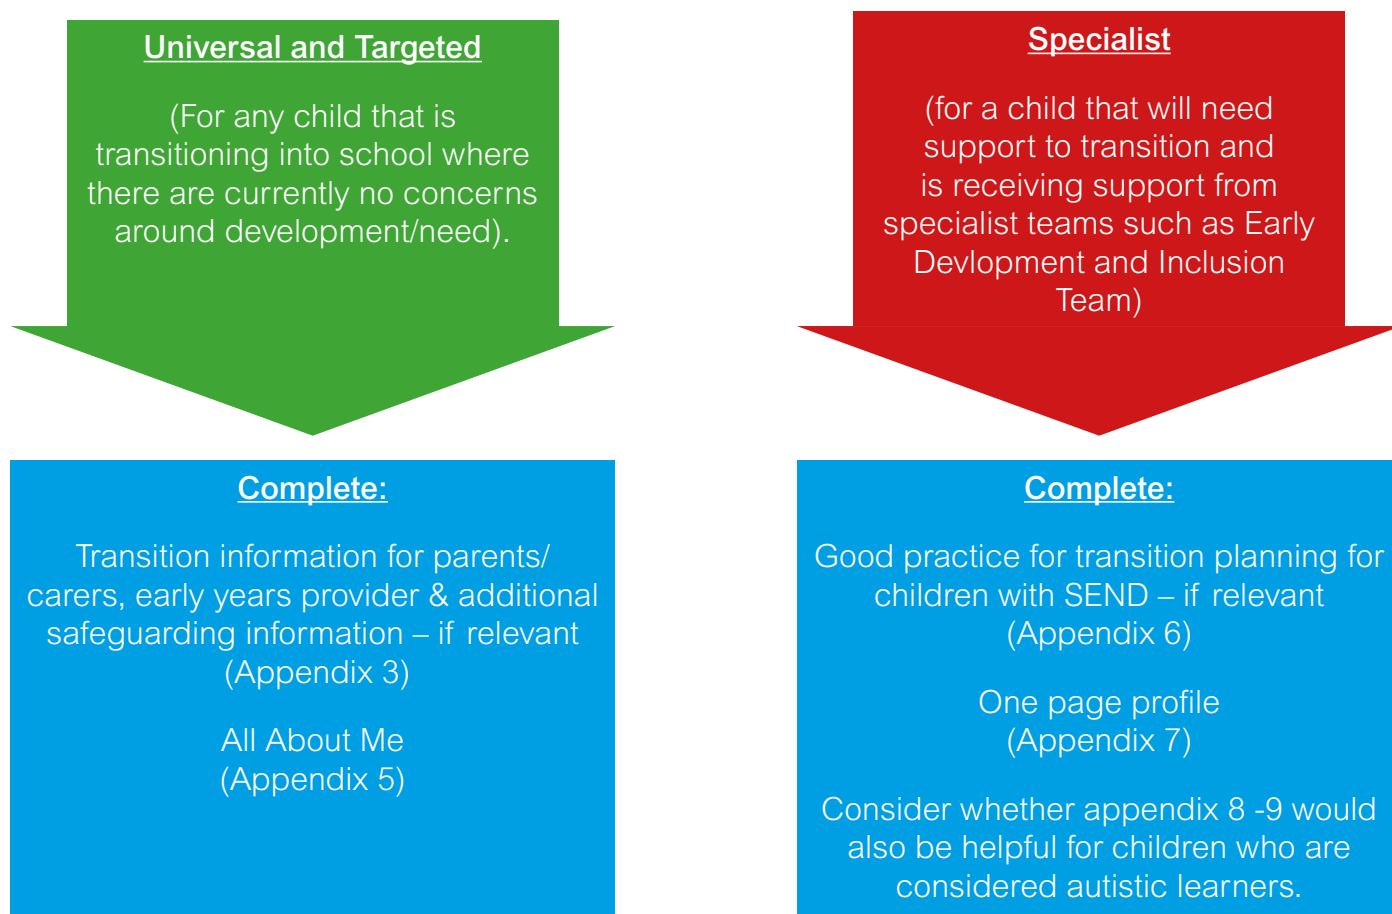 Universal and Targeted
(For any child that is
transitioning into school where
there are currently no concerns
around development/need).
Specialist
(for a child that will need
support to transition and
is receiving support from
specialist teams such as Early
Devlopment and Inclusion
Team)
Complete:
Transition information for parents/
carers, early years provider & additional
safeguarding information – if relevant
(Appendix 3)
All About Me
(Appendix 5)
Complete:
Good practice for transition planning for
children with SEND – if relevant
(Appendix 6)
One page profile
(Appendix 7)
Consider whether appendix 8 -9 would
also be helpful for children who are
considered autistic learners.